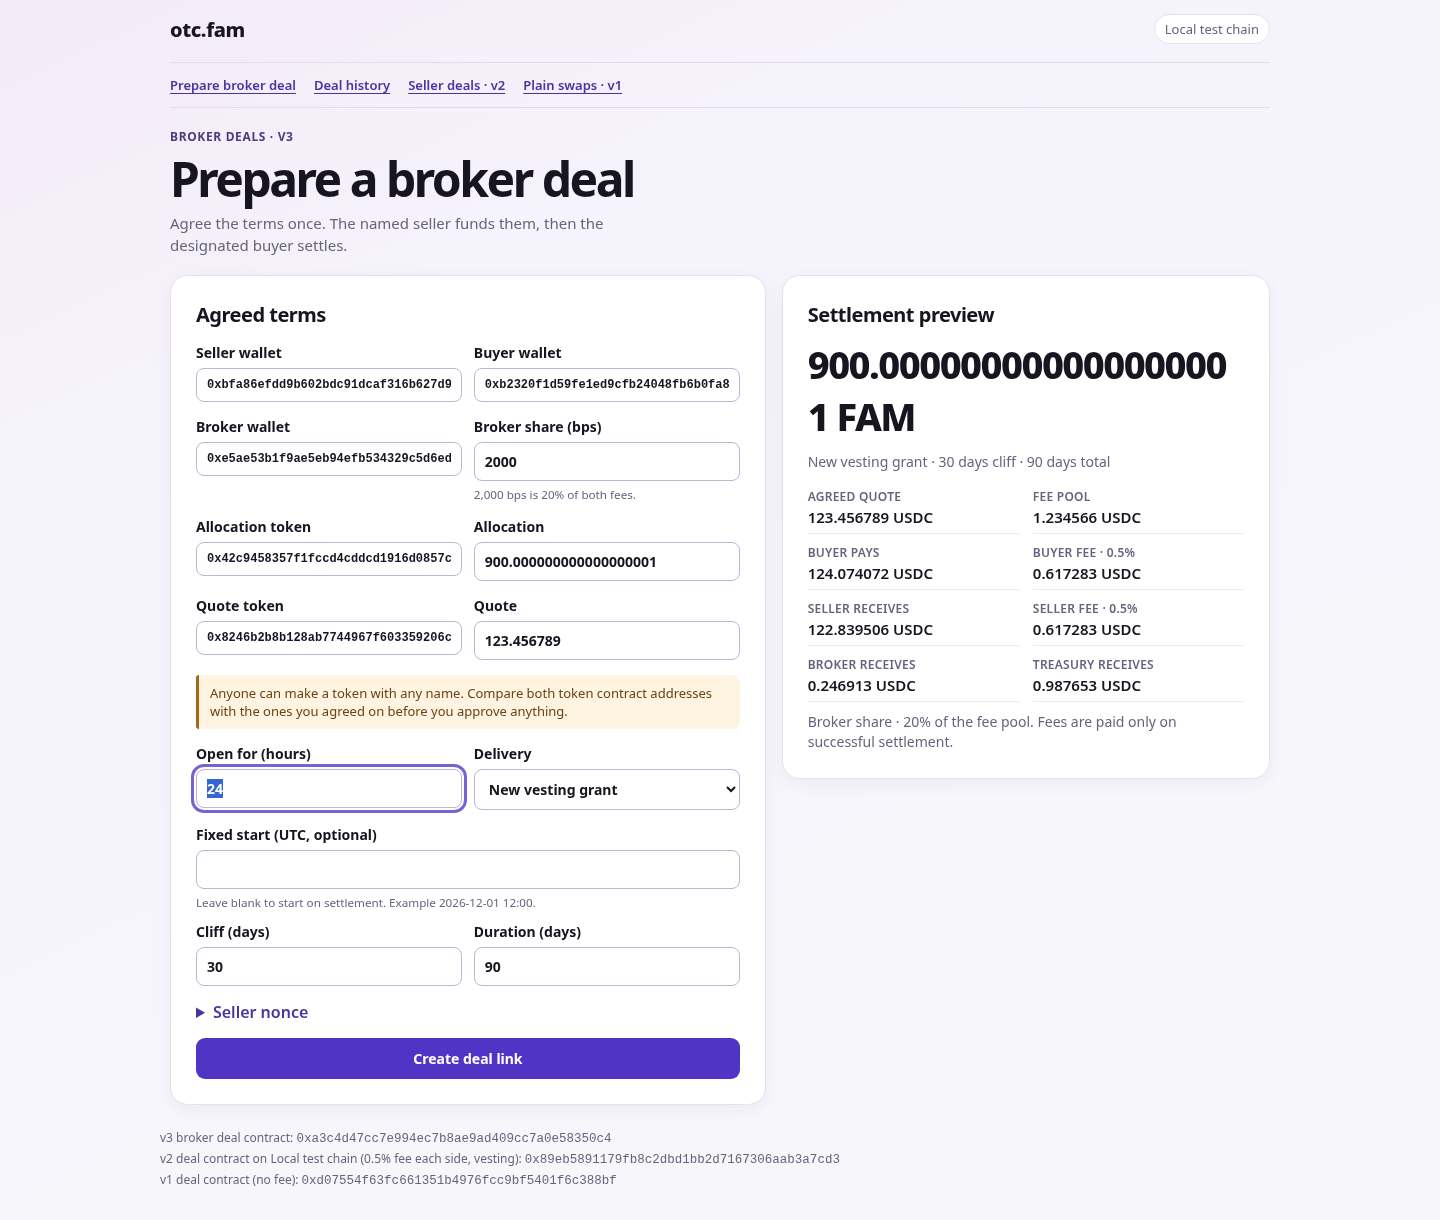 otc.fam
Local test chain
Prepare broker deal
Deal history
Seller deals · v2
Plain swaps · v1
BROKER DEALS · V3
Prepare a broker deal
Agree the terms once. The named seller funds them, then the
designated buyer settles.
Agreed terms
Seller wallet
0xbfa86efdd9b602bdc91dcaf316b627d9
Buyer wallet
0xb2320f1d59fe1ed9cfb24048fb6b0fa8
Broker wallet
0xe5ae53b1f9ae5eb94efb534329c5d6ed
Broker share (bps)
2000
2,000 bps is 20% of both fees.
Allocation token
0x42c9458357f1fccd4cddcd1916d0857c
Allocation
900.000000000000000001
Quote token
0x8246b2b8b128ab7744967f603359206c
Quote
123.456789
Anyone can make a token with any name. Compare both token contract addresses
with the ones you agreed on before you approve anything.
Open for (hours)
24
Delivery
New vesting grant
Fixed start (UTC, optional)
Leave blank to start on settlement. Example 2026-12-01 12:00.
Cliff (days)
30
Duration (days)
90
Seller nonce
Create deal link
Settlement preview
900.00000000000000000
1 FAM
New vesting grant · 30 days cliff · 90 days total
AGREED QUOTE
123.456789 USDC
FEE POOL
1.234566 USDC
BUYER PAYS
124.074072 USDC
BUYER FEE · 0.5%
0.617283 USDC
SELLER RECEIVES
122.839506 USDC
SELLER FEE · 0.5%
0.617283 USDC
BROKER RECEIVES
0.246913 USDC
TREASURY RECEIVES
0.987653 USDC
Broker share · 20% of the fee pool. Fees are paid only on
successful settlement.
v3 broker deal contract: 0xa3c4d47cc7e994ec7b8ae9ad409cc7a0e58350c4
v2 deal contract on Local test chain (0.5% fee each side, vesting): 0x89eb5891179fb8c2dbd1bb2d7167306aab3a7cd3
v1 deal contract (no fee): 0xd07554f63fc661351b4976fcc9bf5401f6c388bf